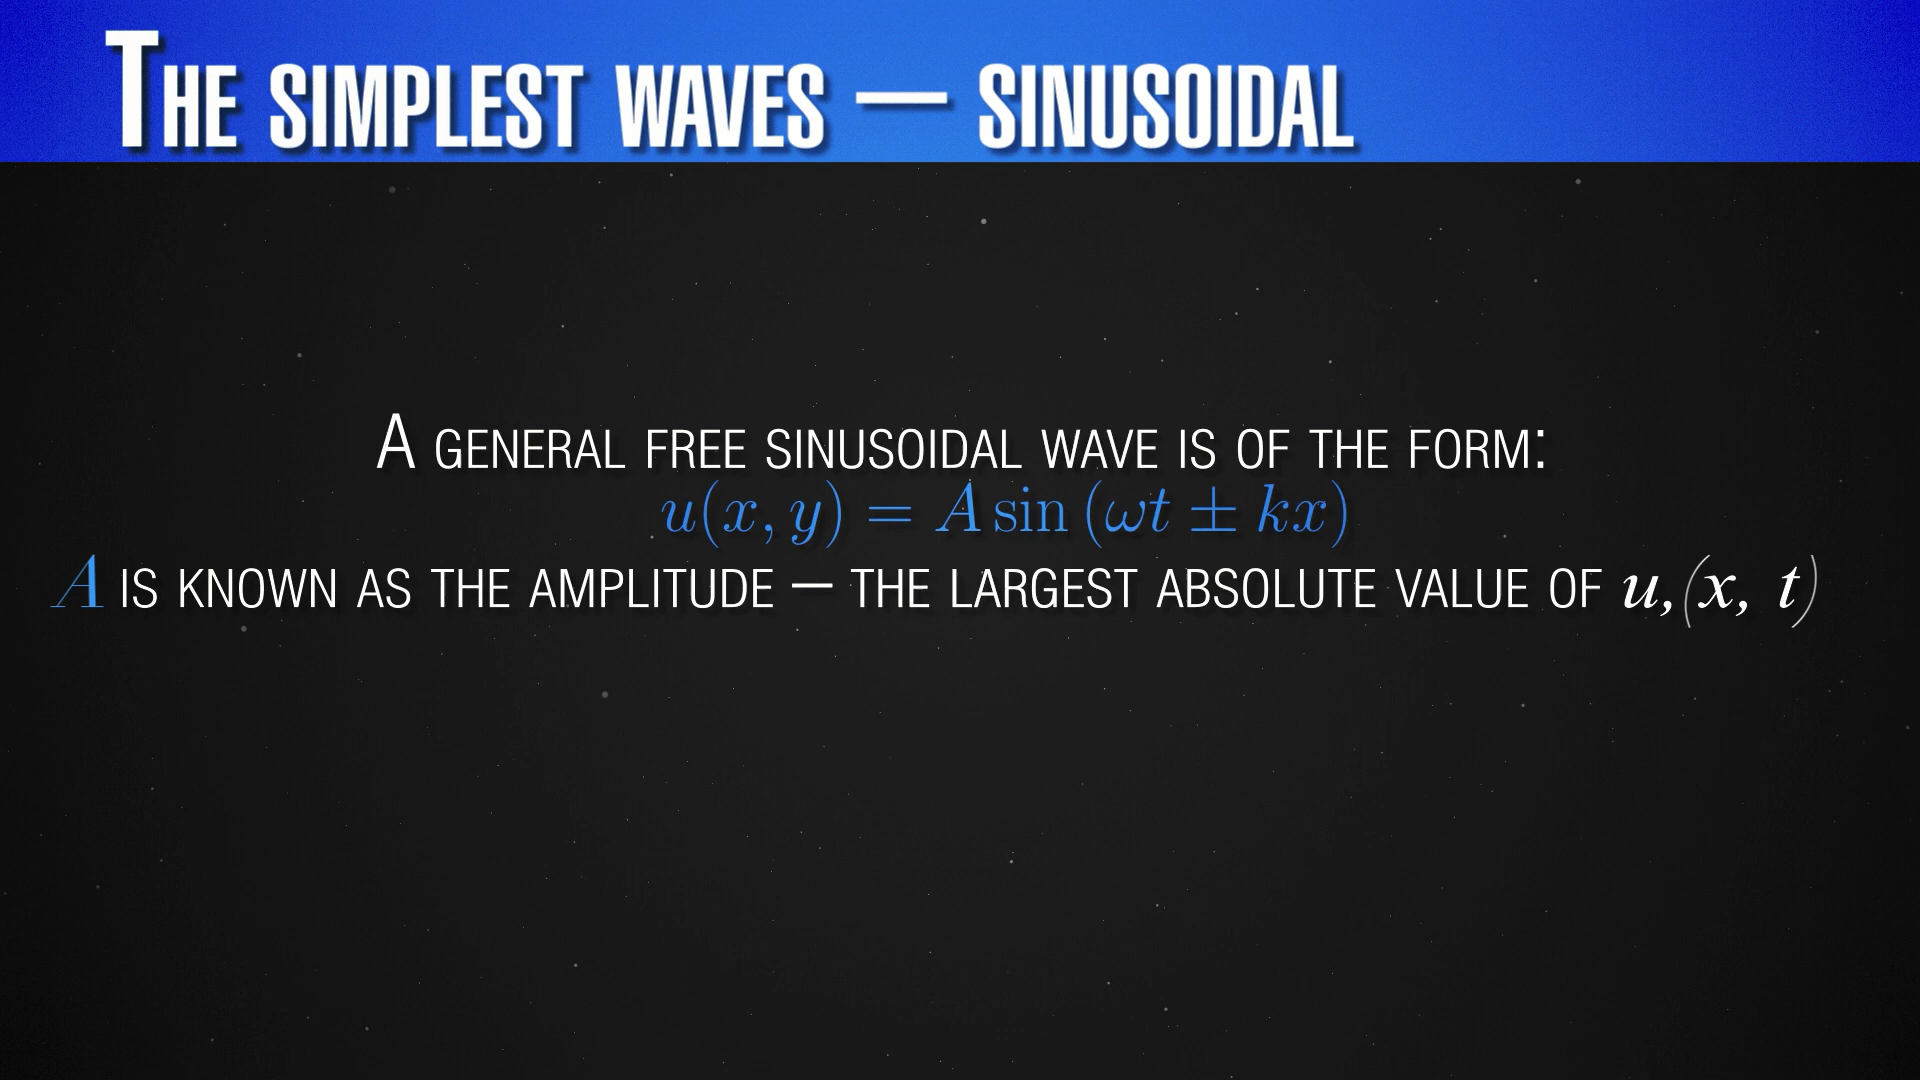 The simplest waves — sinusoidal
A general free sinusoidal wave is of the form:
u(x, y) = A sin (ωt ± kx)
A is known as the amplitude – the largest absolute value of u,(x, t)